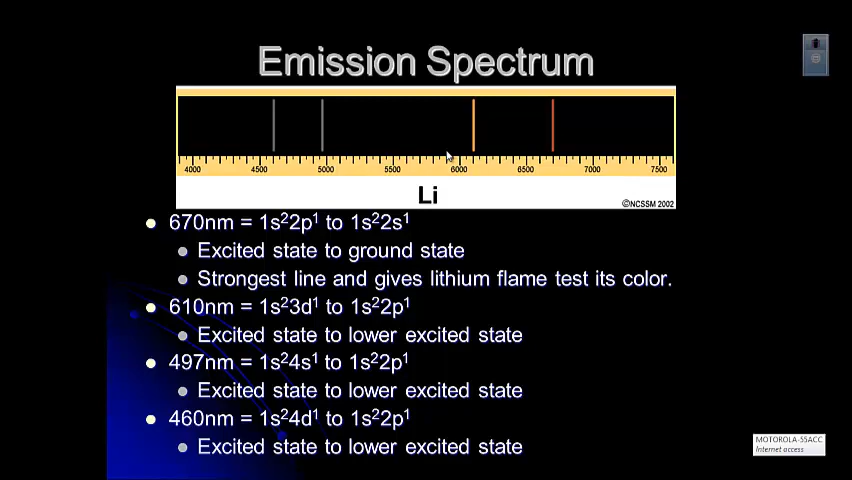 Emission Spectrum
4000 4500 5000 5500 6000 6500 7000 7500
Li
©NCSSM 2002
670nm = 1s²2p¹ to 1s²2s¹
Excited state to ground state
Strongest line and gives lithium flame test its color.
610nm = 1s²3d¹ to 1s²2p¹
Excited state to lower excited state
497nm = 1s²4s¹ to 1s²2p¹
Excited state to lower excited state
460nm = 1s²4d¹ to 1s²2p¹
Excited state to lower excited state
MOTOROLA-55ACC
Internet access